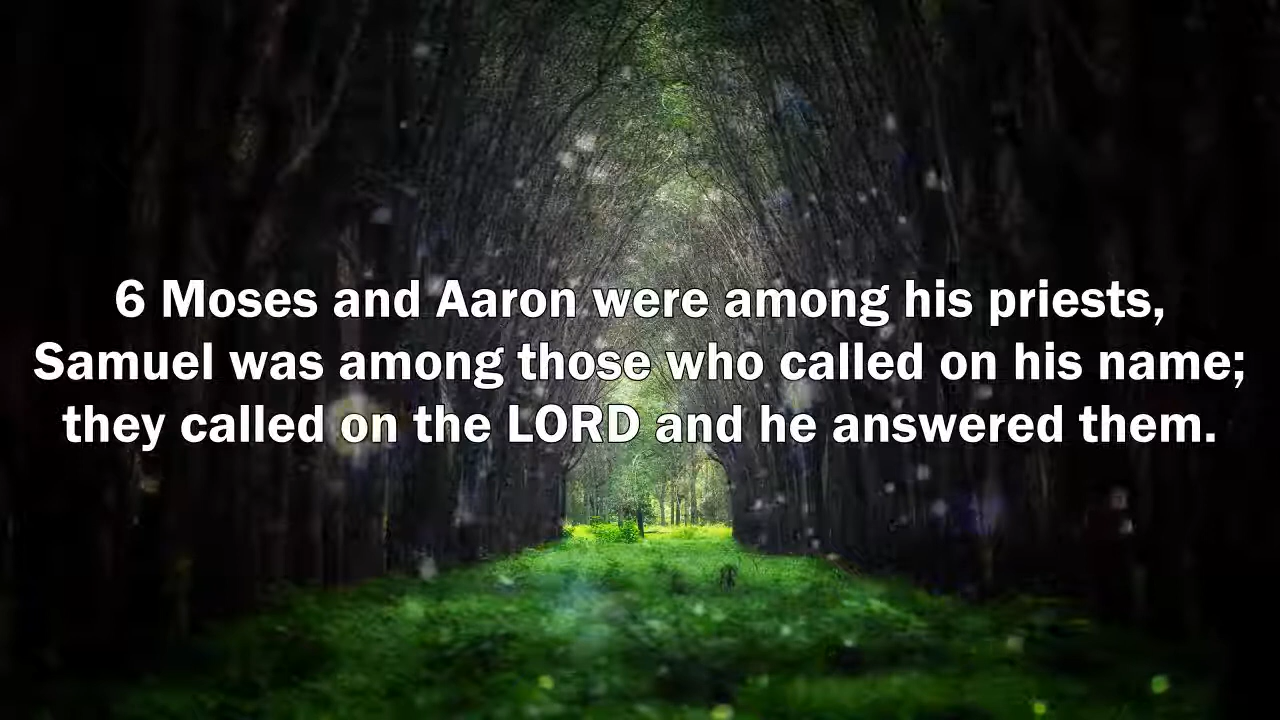 6 Moses and Aaron were among his priests,
Samuel was among those who called on his name;
they called on the LORD and he answered them.